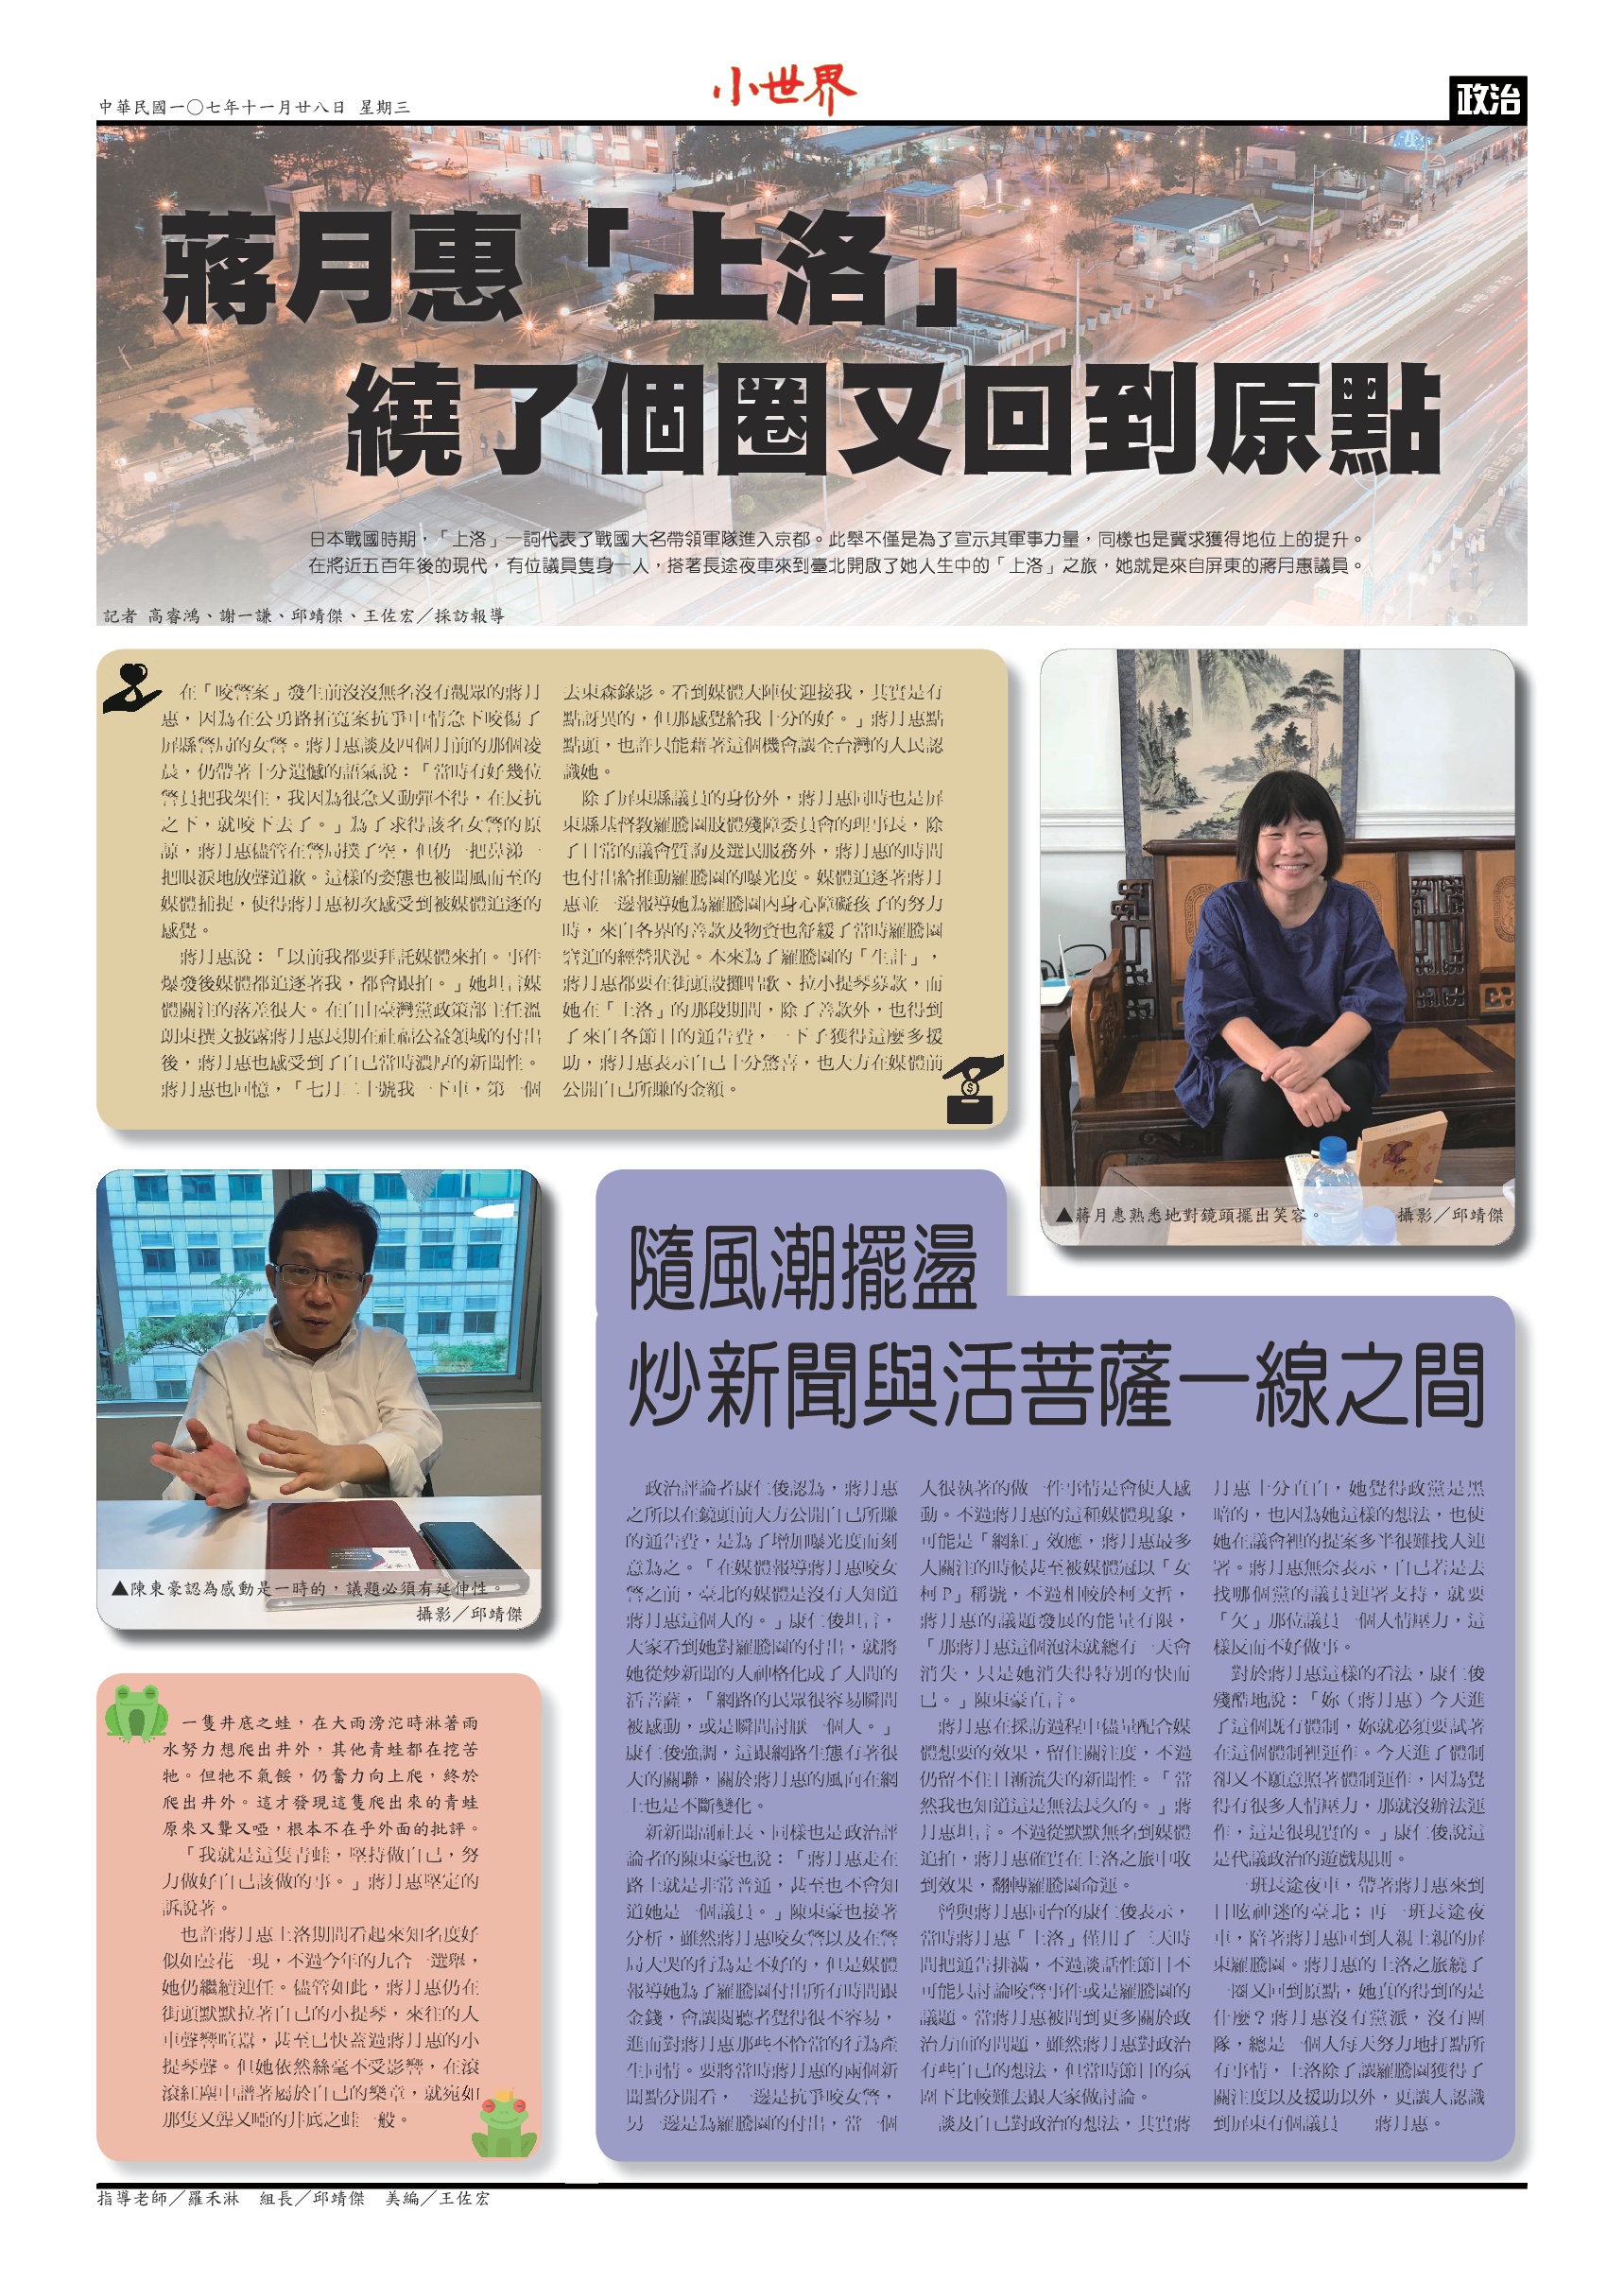 中華民國一〇七年十一月廿八日 星期三
小世界
政治
蔣月惠「上洛」
繞了個圈又回到原點
日本戰國時期，「上洛」一詞代表了戰國大名帶領軍隊進入京都。此舉不僅是為了宣示其軍事力量，同樣也是冀求獲得地位上的提升。
在將近五百年後的現代，有位議員隻身一人，搭著長途夜車來到臺北開啟了她人生中的「上洛」之旅，她就是來自屏東的蔣月惠議員。
記者 高睿鴻、謝一謙、邱靖傑、王佐宏／採訪報導
在「咬警案」發生前沒沒無名沒有觀眾的蔣月
惠，因為在公勇路拓寬案抗爭中情急下咬傷了
屏縣警局的女警。蔣月惠談及四個月前的那個凌
晨，仍帶著十分遺憾的語氣說：「當時有好幾位
警員把我架住，我因為很急又動彈不得，在反抗
之下，就咬下去了。」為了求得該名女警的原
諒，蔣月惠儘管在警局撲了空，但仍一把鼻涕一
把眼淚地放聲道歉。這樣的姿態也被聞風而至的
媒體捕捉，使得蔣月惠初次感受到被媒體追逐的
感覺。
蔣月惠說：「以前我都要拜託媒體來拍。事件
爆發後媒體都追逐著我，都會跟拍。」她坦言媒
體關注的落差很大。在自由臺灣黨政策部主任溫
朗東撰文披露蔣月惠長期在社福公益領域的付出
後，蔣月惠也感受到了自己當時濃厚的新聞性。
蔣月惠也回憶，「七月二十號我一下車，第一個
去東森錄影。看到媒體大陣仗迎接我，其實是有
點訝異的，但那感覺給我十分的好。」蔣月惠點
點頭，也許只能藉著這個機會讓全台灣的人民認
識她。
除了屏東縣議員的身份外，蔣月惠同時也是屏
東縣基督教羅騰園肢體殘障委員會的理事長，除
了日常的議會質詢及選民服務外，蔣月惠的時間
也付出給推動羅騰園的曝光度。媒體追逐著蔣月
惠並一邊報導她為羅騰園內身心障礙孩子的努力
時，來自各界的善款及物資也舒緩了當時羅騰園
窘迫的經營狀況。本來為了羅騰園的「生計」，
蔣月惠都要在街頭設攤唱歌、拉小提琴募款，而
她在「上洛」的那段期間，除了善款外，也得到
了來自各節目的通告費，一下子獲得這麼多援
助，蔣月惠表示自己十分驚喜，也大方在媒體前
公開自己所賺的金額。
▲蔣月惠熟悉地對鏡頭擺出笑容。 攝影／邱靖傑
▲陳東豪認為感動是一時的，議題必須有延伸性。
攝影／邱靖傑
隨風潮擺盪
炒新聞與活菩薩一線之間
政治評論者康仁俊認為，蔣月惠
之所以在鏡頭前大方公開自己所賺
的通告費，是為了增加曝光度而刻
意為之。「在媒體報導蔣月惠咬女
警之前，臺北的媒體是沒有人知道
蔣月惠這個人的。」康仁俊坦言，
大家看到她對羅騰園的付出，就將
她從炒新聞的人神格化成了人間的
活菩薩，「網路的民眾很容易瞬間
被感動，或是瞬間討厭一個人。」
康仁俊強調，這跟網路生態有著很
大的關聯，關於蔣月惠的風向在網
上也是不斷變化。
新新聞副社長、同樣也是政治評
論者的陳東豪也說：「蔣月惠走在
路上就是非常普通，甚至也不會知
道她是一個議員。」陳東豪也接著
分析，雖然蔣月惠咬女警以及在警
局大哭的行為是不好的，但是媒體
報導她為了羅騰園付出所有時間跟
金錢，會讓閱聽者覺得很不容易，
進而對蔣月惠那些不恰當的行為產
生同情。要將當時蔣月惠的兩個新
聞點分開看，一邊是抗爭咬女警，
另一邊是為羅騰園的付出，當一個
人很執著的做一件事情是會使人感
動。不過蔣月惠的這種媒體現象，
可能是「網紅」效應，蔣月惠最多
人關注的時候甚至被媒體冠以「女
柯Ｐ」稱號，不過相較於柯文哲，
蔣月惠的議題發展的能量有限，
「那蔣月惠這個泡沫就總有一天會
消失，只是她消失得特別的快而
已。」陳東豪直言。
蔣月惠在採訪過程中儘量配合媒
體想要的效果，留住關注度，不過
仍留不住日漸流失的新聞性。「當
然我也知道這是無法長久的。」蔣
月惠坦言。不過從默默無名到媒體
追拍，蔣月惠確實在上洛之旅中收
到效果，翻轉羅騰園命運。
曾與蔣月惠同台的康仁俊表示，
當時蔣月惠「上洛」僅用了三天時
間把通告排滿，不過談話性節目不
可能只討論咬警事件或是羅騰園的
議題。當蔣月惠被問到更多關於政
治方面的問題，雖然蔣月惠對政治
有些自己的想法，但當時節目的氛
圍下比較難去跟大家做討論。
談及自己對政治的想法，其實蔣
月惠十分直白，她覺得政黨是黑
暗的，也因為她這樣的想法，也使
她在議會裡的提案多半很難找人連
署。蔣月惠無奈表示，自己若是去
找哪個黨的議員連署支持，就要
「欠」那位議員一個人情壓力，這
樣反而不好做事。
對於蔣月惠這樣的看法，康仁俊
殘酷地說：「妳（蔣月惠）今天進
了這個既有體制，妳就必須要試著
在這個體制裡運作。今天進了體制
卻又不願意照著體制運作，因為覺
得有很多人情壓力，那就沒辦法運
作，這是很現實的。」康仁俊說這
是代議政治的遊戲規則。
一班長途夜車，帶著蔣月惠來到
目眩神迷的臺北；再一班長途夜
車，陪著蔣月惠回到人親土親的屏
東羅騰園。蔣月惠的上洛之旅繞了
一圈又回到原點，她真的得到的是
什麼？蔣月惠沒有黨派，沒有團
隊，總是一個人每天努力地打點所
有事情，上洛除了讓羅騰園獲得了
關注度以及援助以外，更讓人認識
到屏東有個議員——蔣月惠。
一隻井底之蛙，在大雨滂沱時淋著雨
水努力想爬出井外，其他青蛙都在挖苦
牠。但牠不氣餒，仍奮力向上爬，終於
爬出井外。這才發現這隻爬出來的青蛙
原來又聾又啞，根本不在乎外面的批評。
「我就是這隻青蛙，堅持做自己，努
力做好自己該做的事。」蔣月惠堅定的
訴說著。
也許蔣月惠上洛期間看起來知名度好
似如曇花一現，不過今年的九合一選舉，
她仍繼續連任。儘管如此，蔣月惠仍在
街頭默默拉著自己的小提琴，來往的人
車聲響喧囂，甚至已快蓋過蔣月惠的小
提琴聲。但她依然絲毫不受影響，在滾
滾紅塵中譜著屬於自己的樂章，就宛如
那隻又聾又啞的井底之蛙一般。
指導老師／羅禾淋 組長／邱靖傑 美編／王佐宏